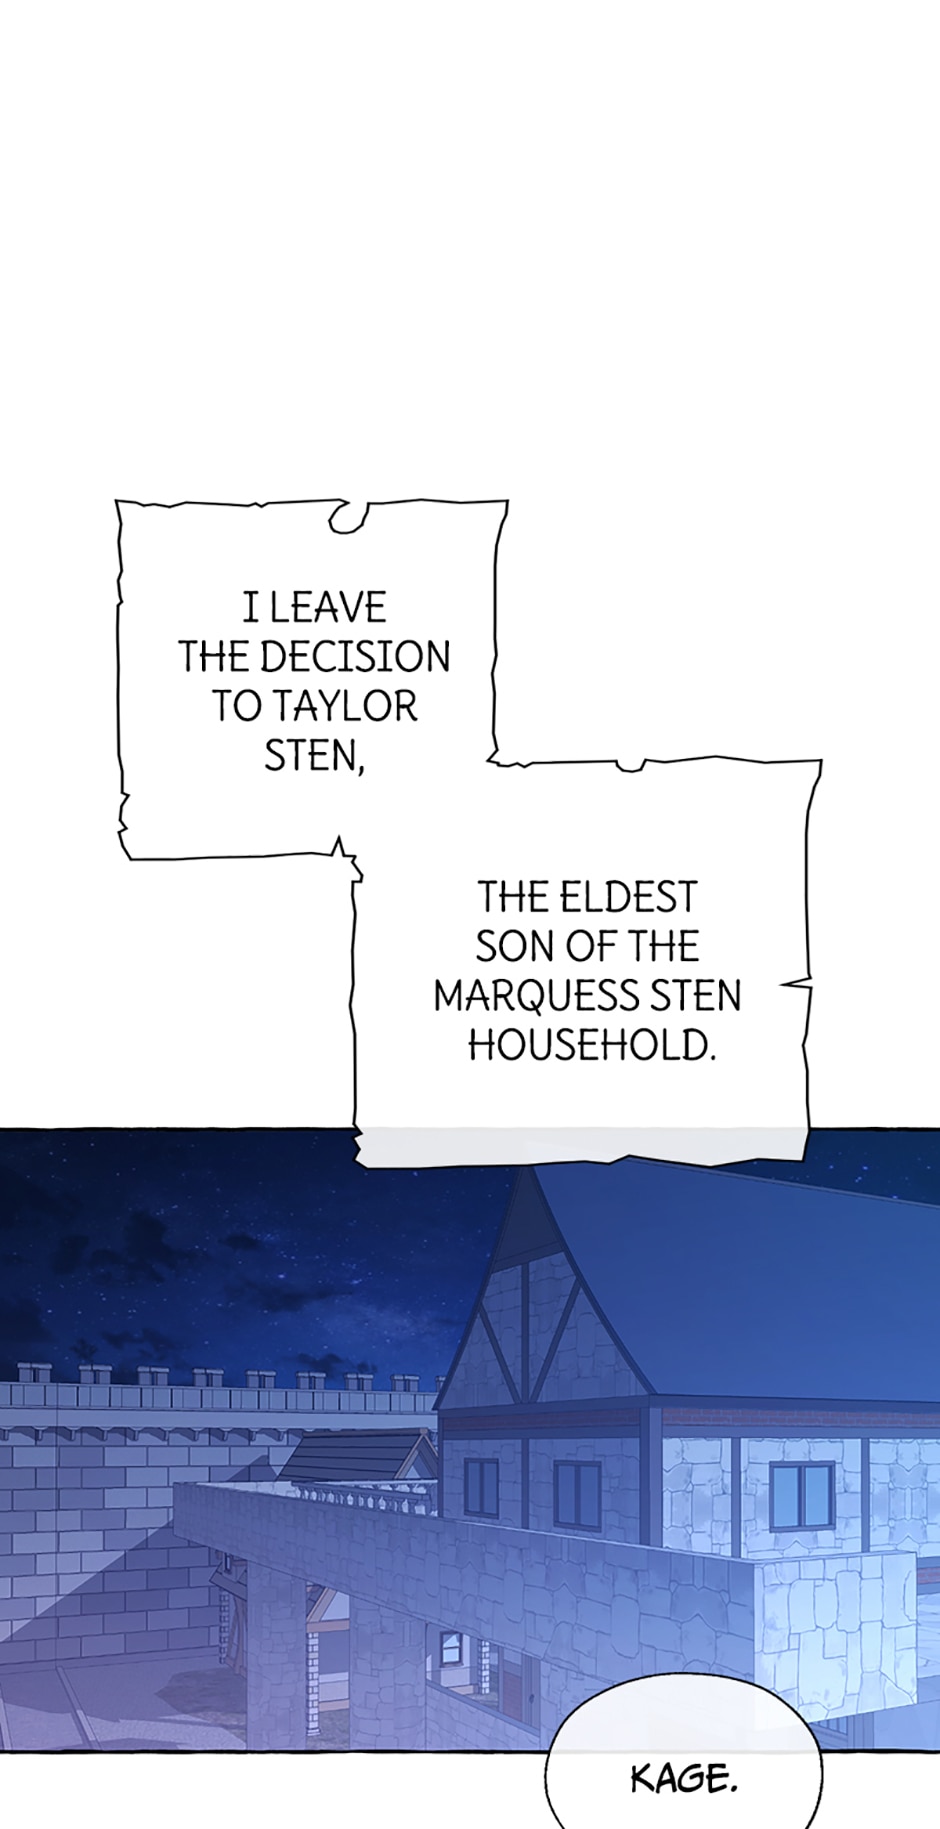 I LEAVE
THE DECISION
TO TAYLOR
STEN,
THE ELDEST
SON OF THE
MARQUESS STEN
HOUSEHOLD.
KAGE.